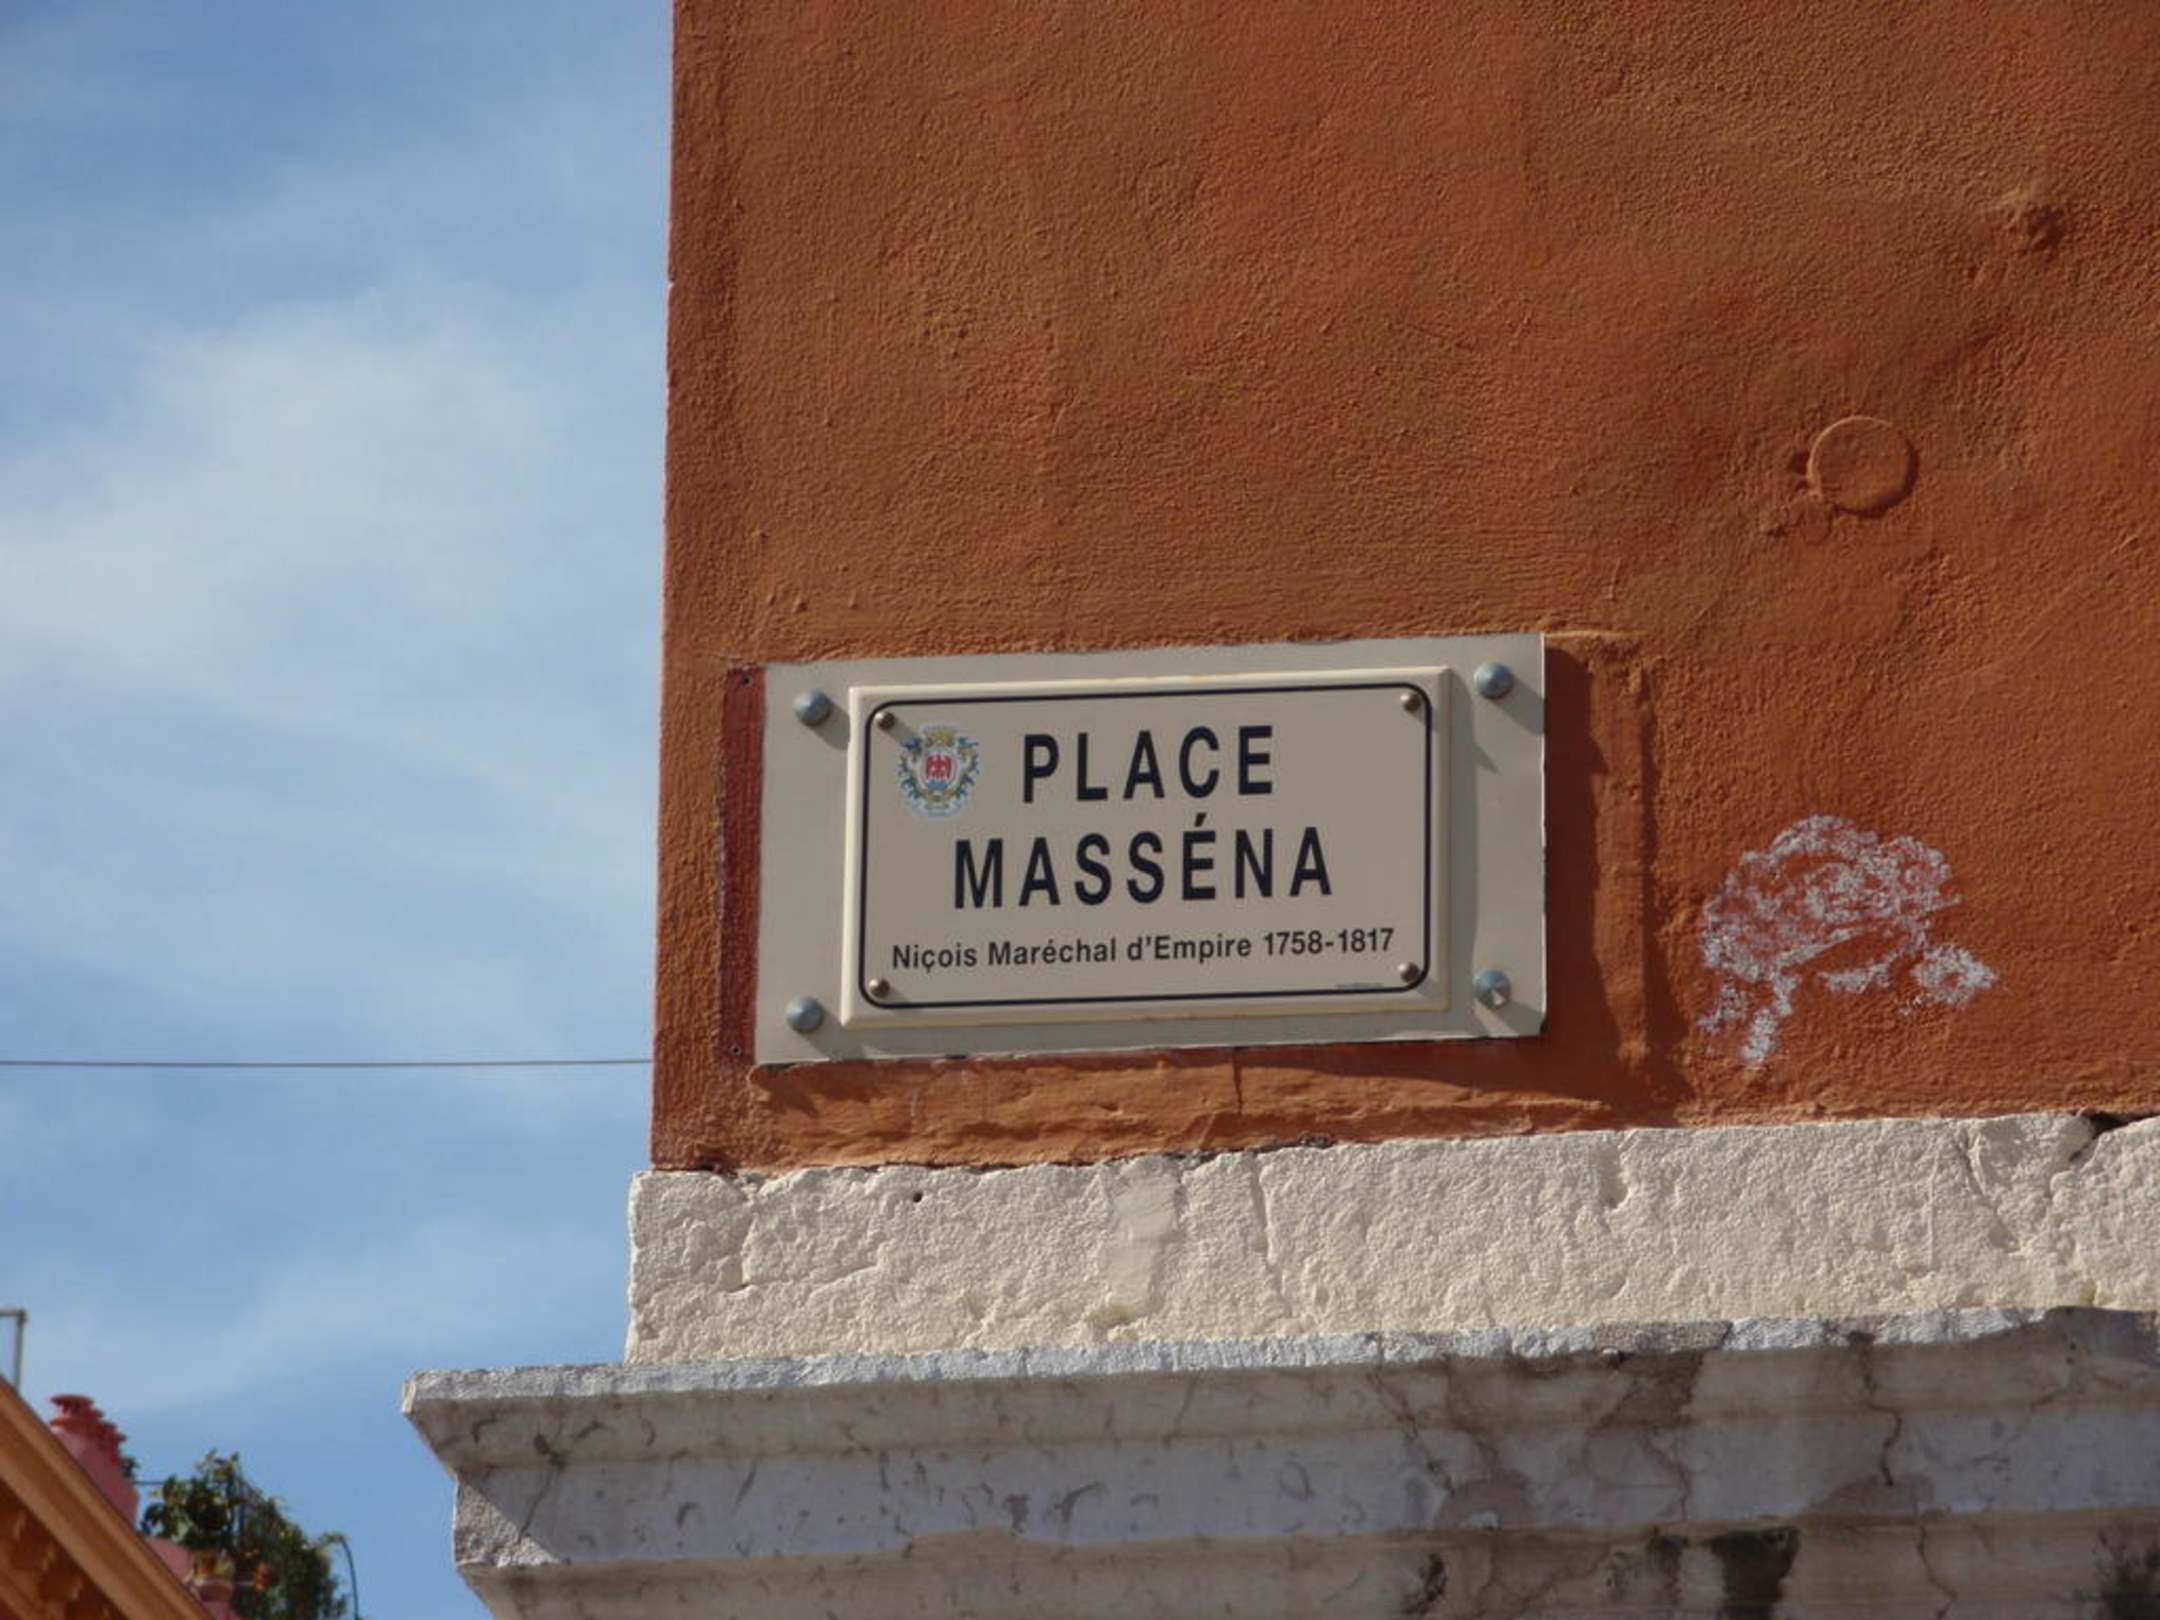 PLACE
MASSÉNA
Niçois Maréchal d'Empire 1758-1817